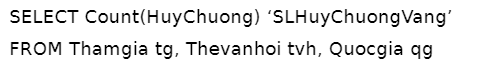 SELECT Count(HuyChuong) ‘SLHuyChuongVang’
FROM Thamgia tg, Thevanhoi tvh, Quocgia qg